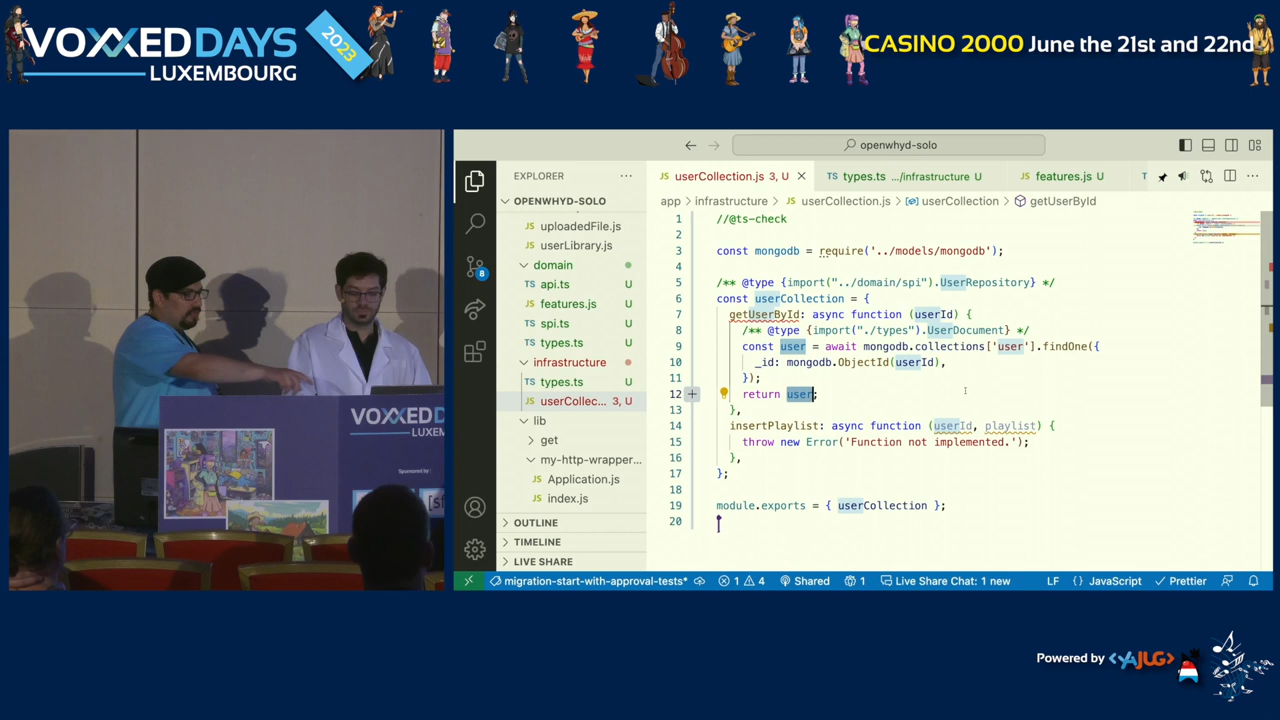 VOXXED DAYS
LUXEMBOURG
2023
CASINO 2000 June the 21st and 22nd
openwhyd-solo
EXPLORER
OPENWHYD-SOLO
uploadedFile.js
userLibrary.js
domain
api.ts U
features.js U
spi.ts U
types.ts U
infrastructure
types.ts U
userCollec... 3, U
lib
get
my-http-wrapper...
Application.js
index.js
OUTLINE
TIMELINE
LIVE SHARE
8
userCollection.js 3, U
types.ts .../infrastructure U
features.js U
T
app > infrastructure > userCollection.js > userCollection > getUserById
1 //@ts-check
2
3 const mongodb = require('../models/mongodb');
4
5 /** @type {import("../domain/spi").UserRepository} */
6 const userCollection = {
7 getUserById: async function (userId) {
8 /** @type {import("./types").UserDocument} */
9 const user = await mongodb.collections['user'].findOne({
10 _id: mongodb.ObjectId(userId),
11 });
12 return user;
13 },
14 insertPlaylist: async function (userId, playlist) {
15 throw new Error('Function not implemented.');
16 },
17 };
18
19 module.exports = { userCollection };
20
migration-start-with-approval-tests* 1 4 Shared 1 Live Share Chat: 1 new LF {} JavaScript Prettier
VOXXED D
LUXEM
Sponsored by :
Powered by <YAJUG>